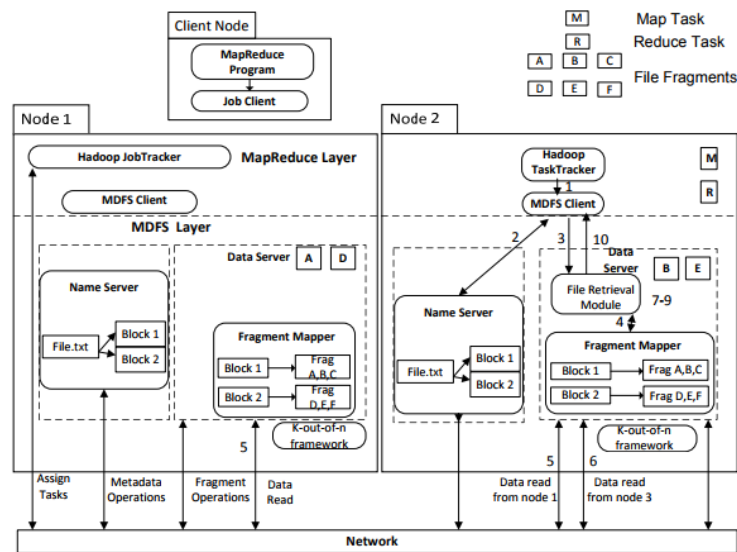 Client Node
MapReduce
Program
Job Client
M
Map Task
R
Reduce Task
A
B
C
File Fragments
D
E
F
Node 1
Hadoop JobTracker
MapReduce Layer
MDFS Client
MDFS Layer
Data Server
A
D
Name Server
File.txt
Block 1
Block 2
Fragment Mapper
Block 1
Frag
A,B,C
Block 2
Frag
D,E,F
K-out-of-n
framework
5
Assign
Tasks
Metadata
Operations
Fragment
Operations
Data
Read
Node 2
Hadoop
TaskTracker
M
R
1
MDFS Client
2
3
10
Data
Server
B
E
File Retrieval
Module
7-9
4
Name Server
File.txt
Block 1
Block 2
Fragment Mapper
Block 1
Frag A,B,C
Block 2
Frag D,E,F
K-out-of-n
framework
5
6
Data read
from node 1
Data read
from node 3
Network